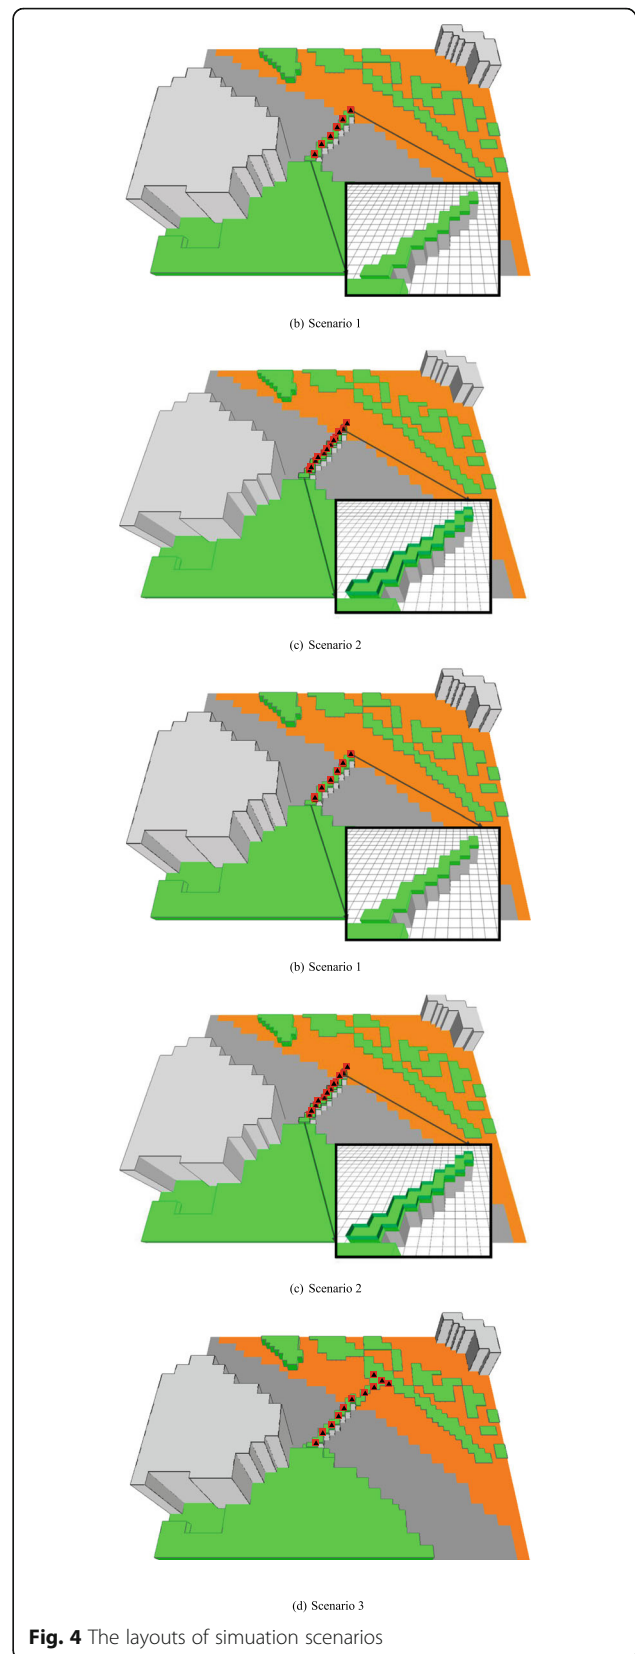 (b) Scenario 1
(c) Scenario 2
(b) Scenario 1
(c) Scenario 2
(d) Scenario 3
Fig. 4 The layouts of simuation scenarios